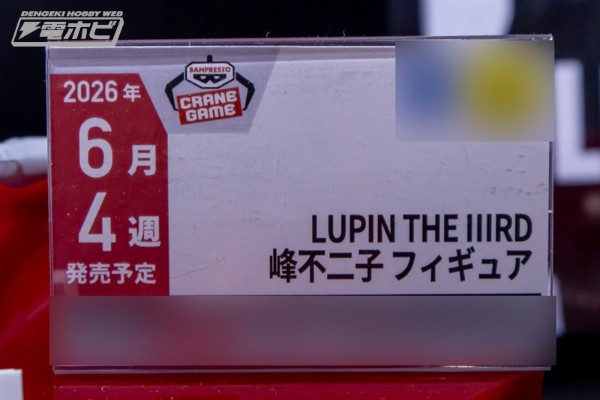 DENGEKI HOBBY WEB
電ホビ
BANPRESTO
CRANE
GAME
2026年
6月
4週
発売予定
LUPIN THE IIIRD
峰不二子 フィギュア